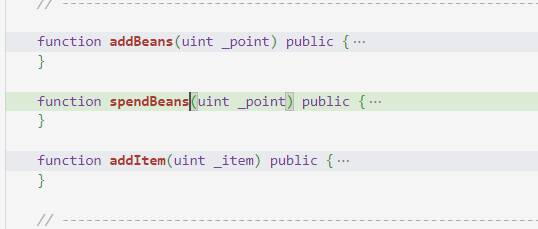 // --------------------------------------------------------------
function addBeans(uint _point) public {···
}
function spendBeans(uint _point) public {···
}
function addItem(uint _item) public {···
}
// --------------------------------------------------------------